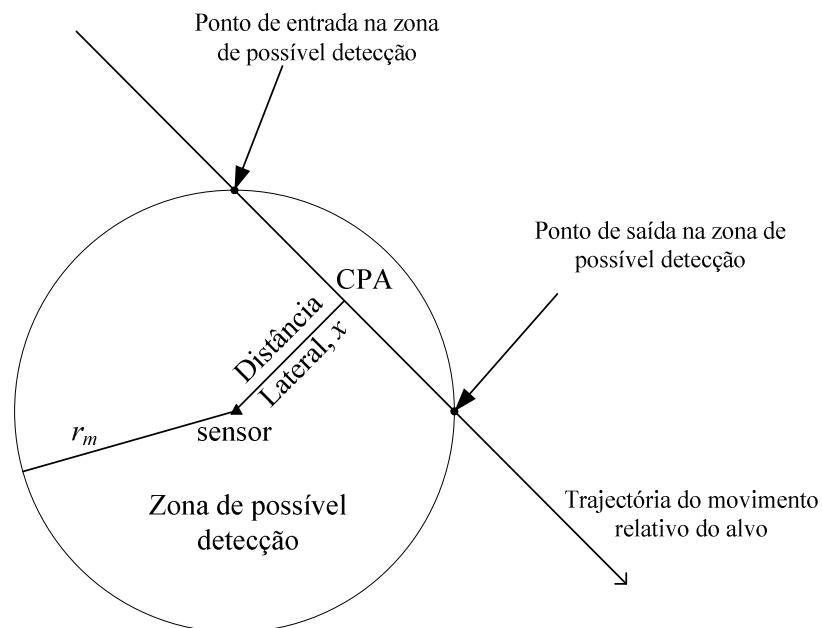 Ponto de entrada na zona
de possível detecção
Ponto de saída na zona de
possível detecção
CPA
Distância
Lateral, x
r_m
sensor
Zona de possível
detecção
Trajectória do movimento
relativo do alvo